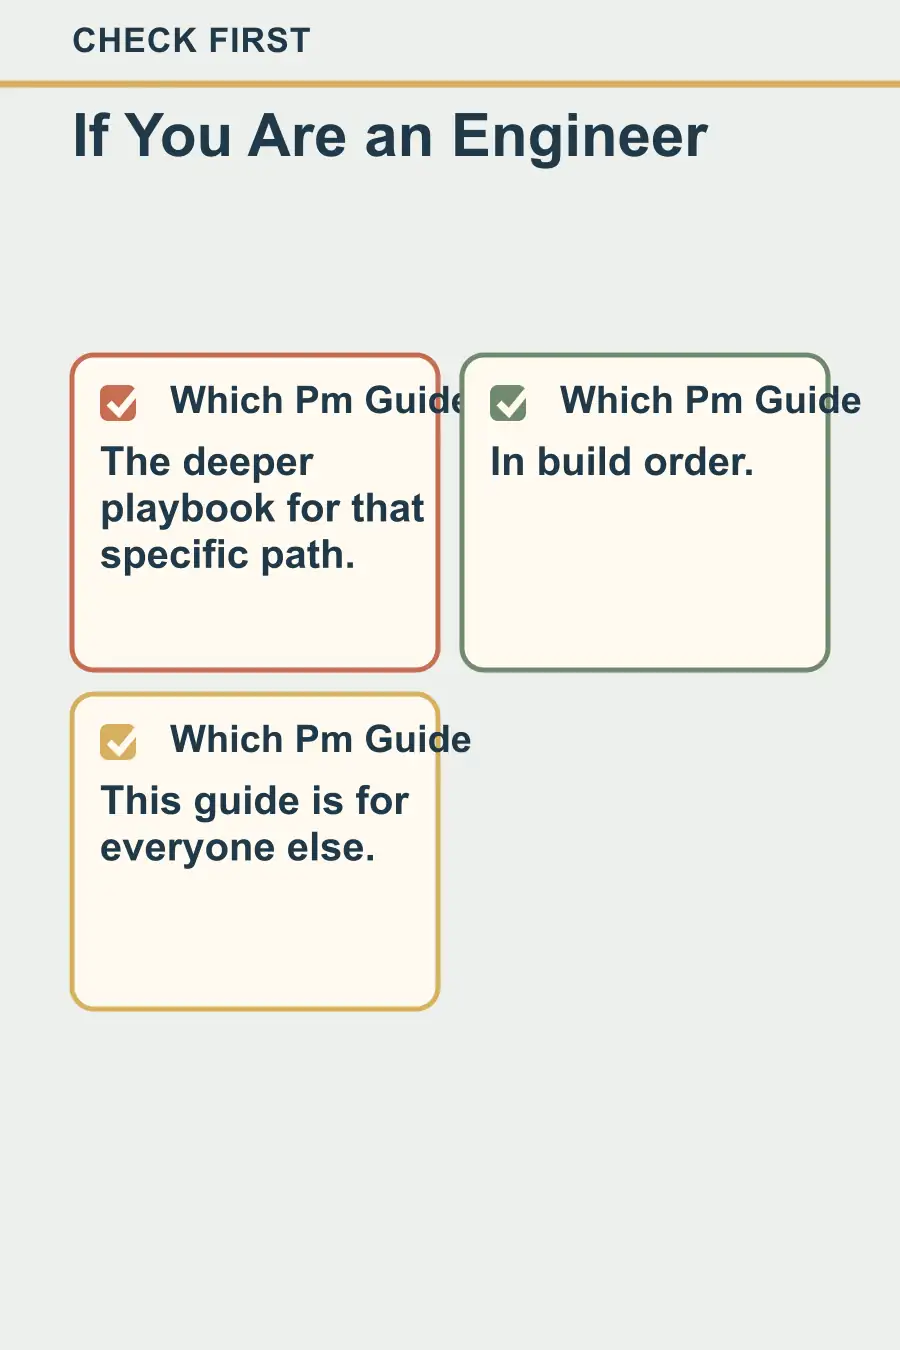 CHECK FIRST
If You Are an Engineer
Which Pm Guide
The deeper
playbook for that
specific path.
Which Pm Guide
In build order.
Which Pm Guide
This guide is for
everyone else.